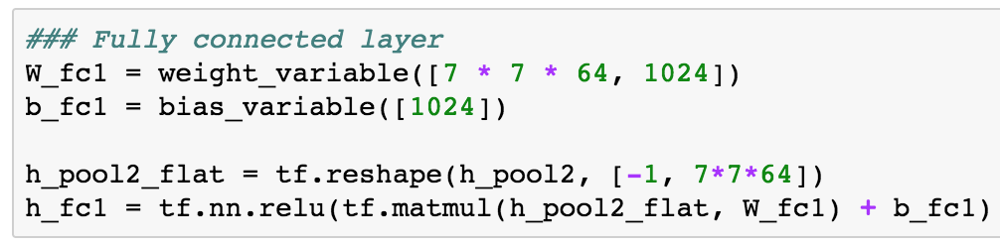 ### Fully connected layer
W_fc1 = weight_variable([7 * 7 * 64, 1024])
b_fc1 = bias_variable([1024])
h_pool2_flat = tf.reshape(h_pool2, [-1, 7*7*64])
h_fc1 = tf.nn.relu(tf.matmul(h_pool2_flat, W_fc1) + b_fc1)